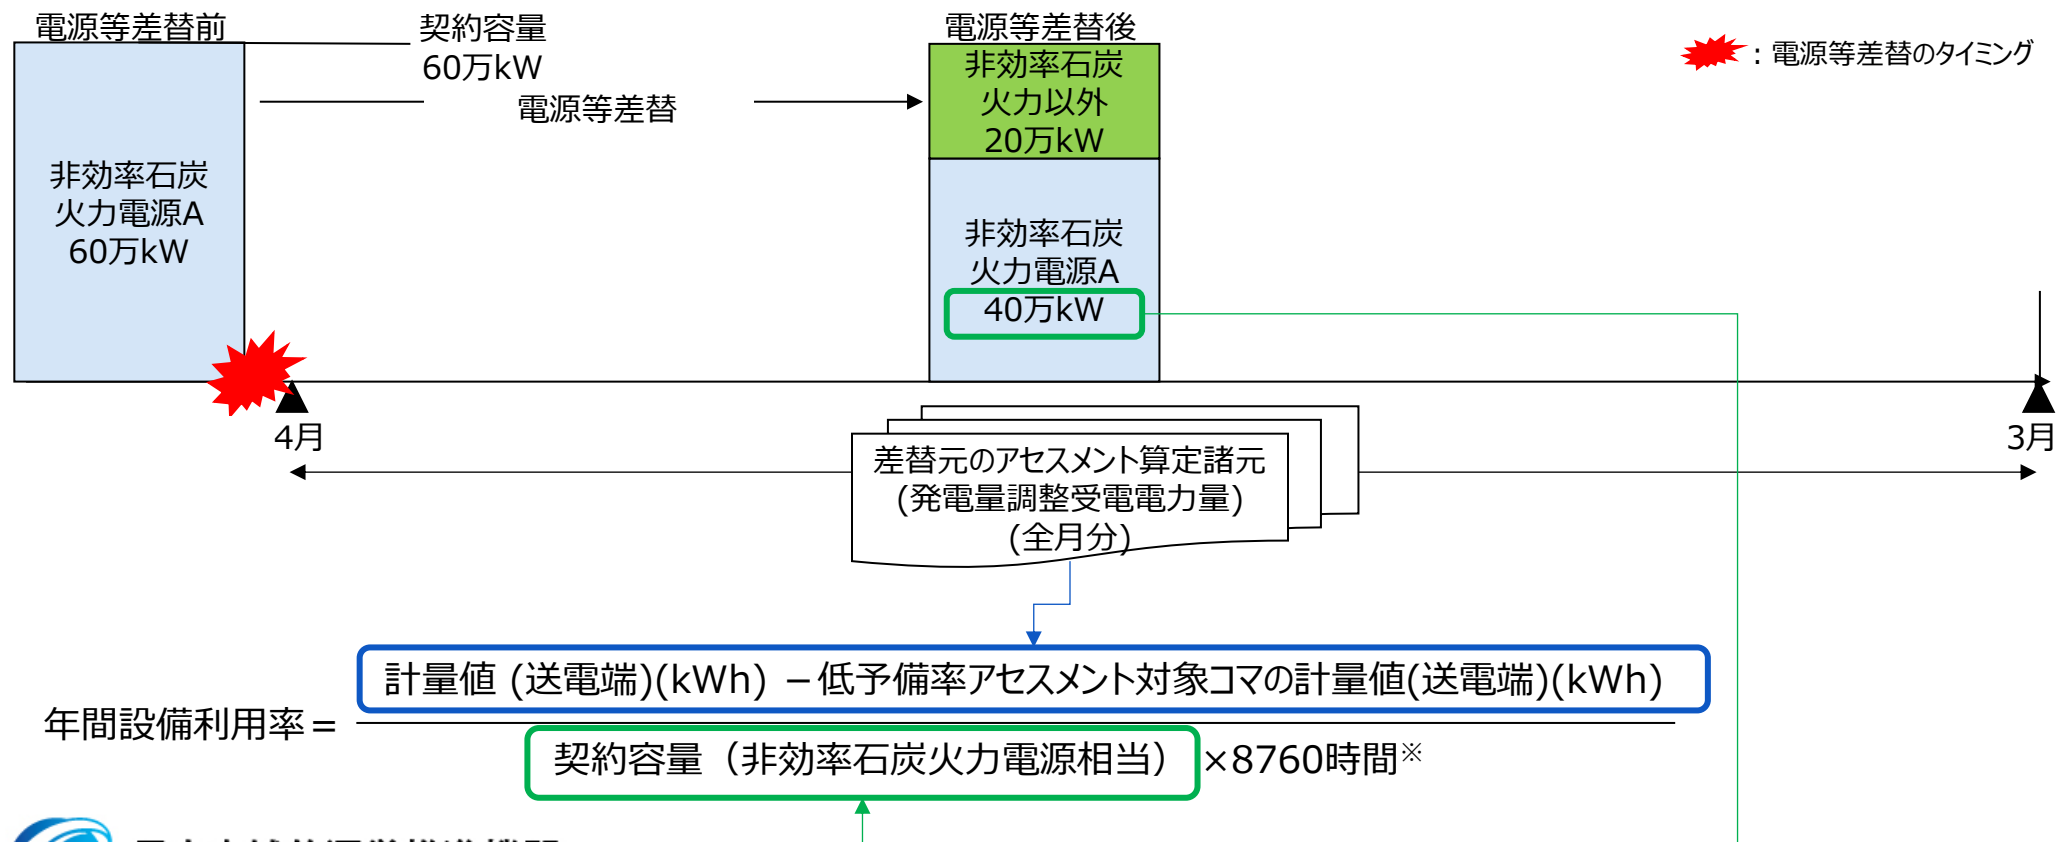 電源等差替前
契約容量
60万kW
電源等差替
電源等差替後
：電源等差替のタイミング
非効率石炭
火力電源A
60万kW
非効率石炭
火力以外
20万kW
非効率石炭
火力電源A
40万kW
4月
3月
差替元のアセスメント算定諸元
(発電量調整受電電力量)
(全月分)
年間設備利用率＝
計量値 (送電端)(kWh) －低予備率アセスメント対象コマの計量値(送電端)(kWh)
契約容量（非効率石炭火力電源相当）×8760時間※